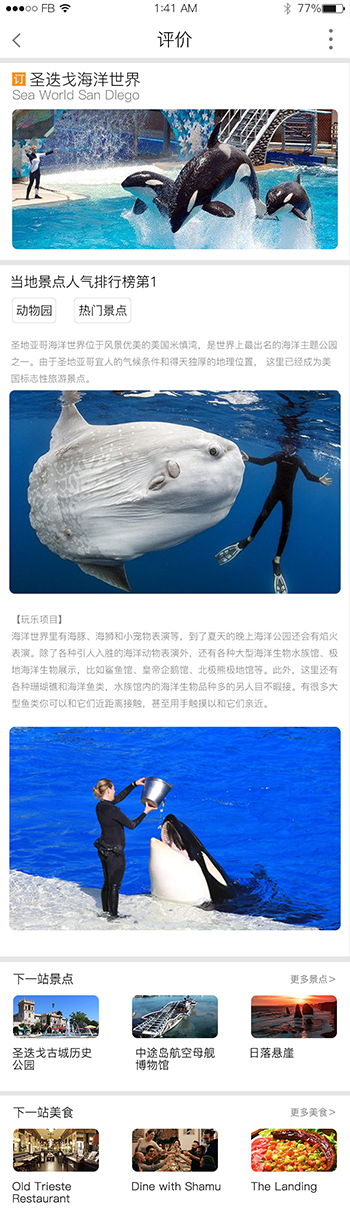 FB 1:41 AM 77%
评价
订 圣迭戈海洋世界
Sea World San DIego
当地景点人气排行榜第1
动物园 热门景点
圣地亚哥海洋世界位于风景优美的美国米慎湾，是世界上最出名的海洋主题公园
之一。由于圣地亚哥宜人的气候条件和得天独厚的地理位置， 这里已经成为美
国标志性旅游景点。
【玩乐项目】
海洋世界里有海豚、海狮和小宠物表演等，到了夏天的晚上海洋公园还会有焰火
表演。除了各种引人入胜的海洋动物表演外，还有各种大型海洋生物水族馆、极
地海洋生物展示，比如鲨鱼馆、皇帝企鹅馆、北极熊极地馆等。此外，这里还有
各种珊瑚礁和海洋鱼类，水族馆内的海洋生物品种多的另人目不暇接。有很多大
型鱼类你可以和它们近距离接触，甚至用手触摸以和它们亲近。
下一站景点 更多景点>
圣迭戈古城历史 中途岛航空母舰 日落悬崖
公园 博物馆
下一站美食 更多美食>
Old Trieste Dine with Shamu The Landing
Restaurant